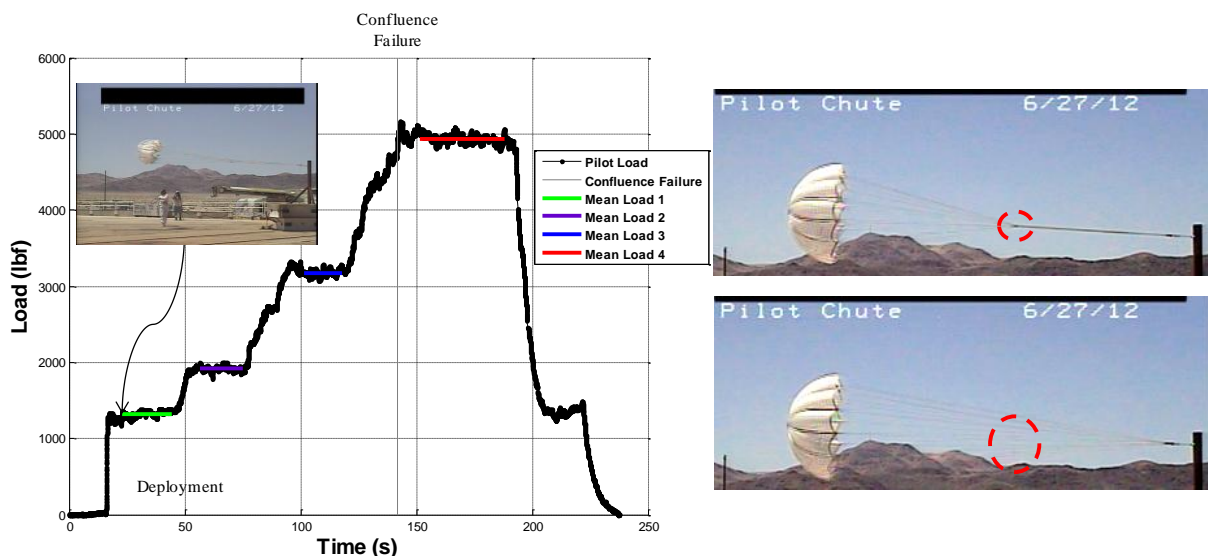 Confluence
Failure
6000
5000
4000
3000
2000
1000
0
Load (lbf)
Pilot Chute 6/27/12
Pilot Load
Confluence Failure
Mean Load 1
Mean Load 2
Mean Load 3
Mean Load 4
Deployment
0 50 100 150 200 250
Time (s)
Pilot Chute 6/27/12
Pilot Chute 6/27/12